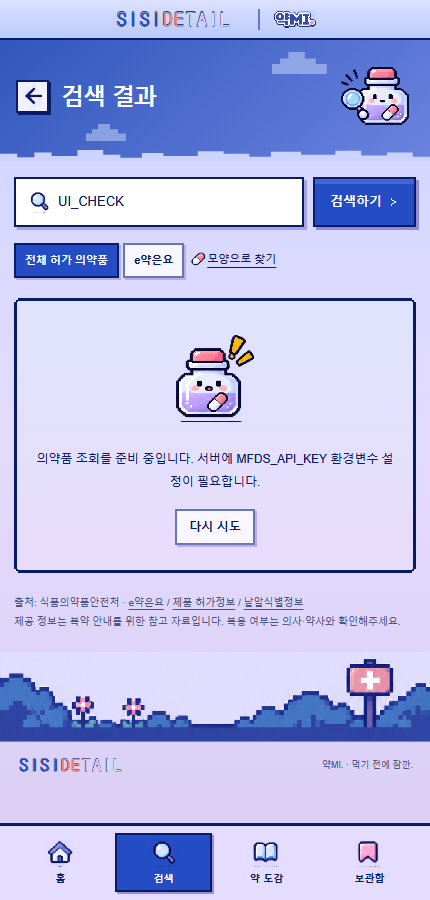 SISIDETAIL
약MI.
검색 결과
UI_CHECK
검색하기 >
전체 허가 의약품
e약은요
모양으로 찾기
의약품 조회를 준비 중입니다. 서버에 MFDS_API_KEY 환경변수 설
정이 필요합니다.
다시 시도
출처: 식품의약품안전처 · e약은요 / 제품 허가정보 / 낱알식별정보
제공 정보는 복약 안내를 위한 참고 자료입니다. 복용 여부는 의사·약사와 확인해주세요.
SISIDETAIL
약MI. · 먹기 전에 잠깐.
홈
검색
약 도감
보관함